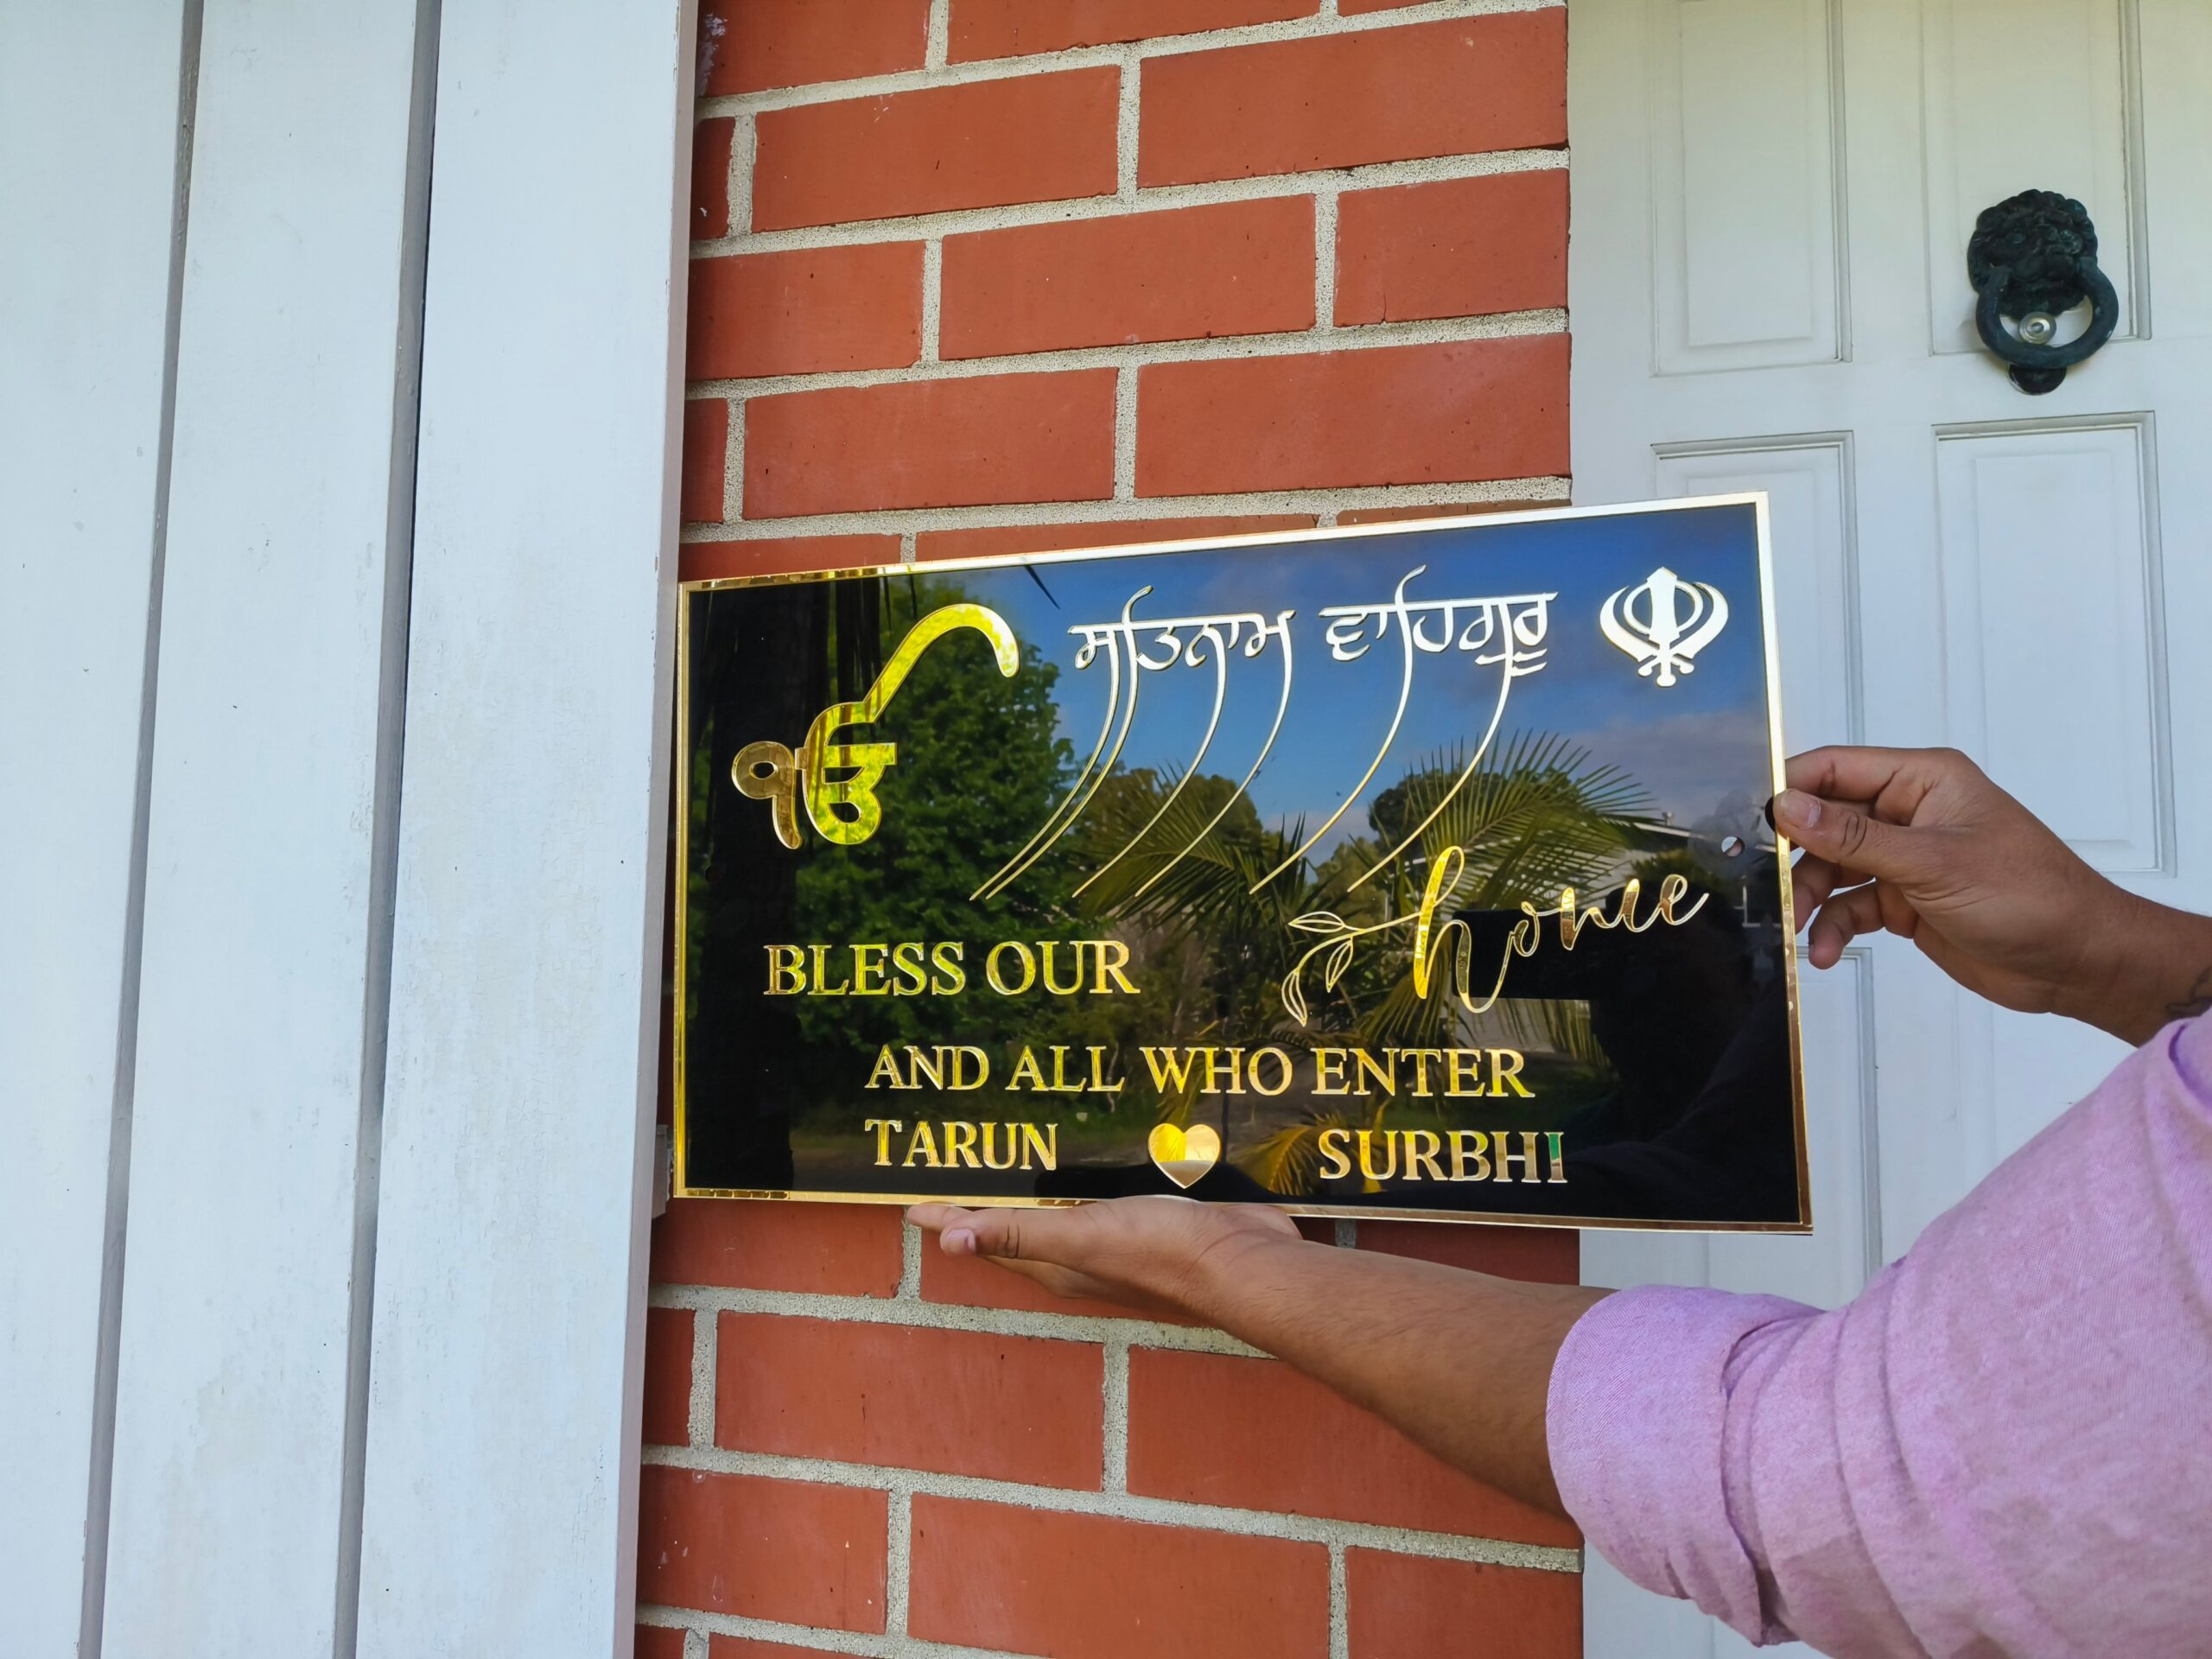 ੴ
ਸਤਿਨਾਮ ਵਾਹਿਗੁਰੂ
BLESS OUR home
AND ALL WHO ENTER
TARUN SURBHI